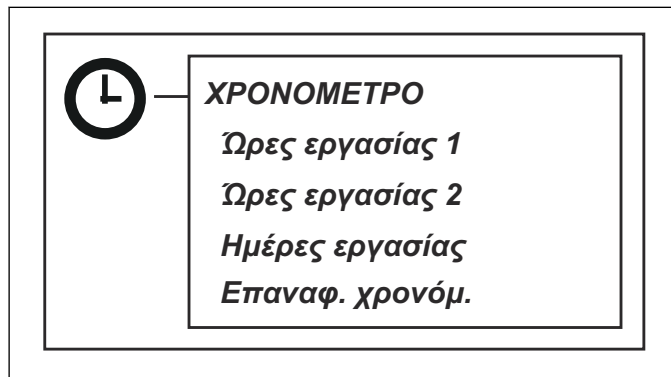 ΧΡΟΝΟΜΕΤΡΟ
Ώρες εργασίας 1
Ώρες εργασίας 2
Ημέρες εργασίας
Επαναφ. χρονόμ.